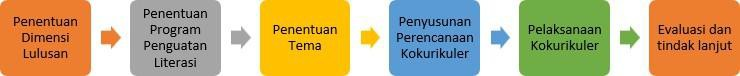 Penentuan
Dimensi
Lulusan
Penentuan
Program
Penguatan
Literasi
Penentuan
Tema
Penyusunan
Perencanaan
Kokurikuler
Pelaksanaan
Kokurikuler
Evaluasi dan
tindak lanjut